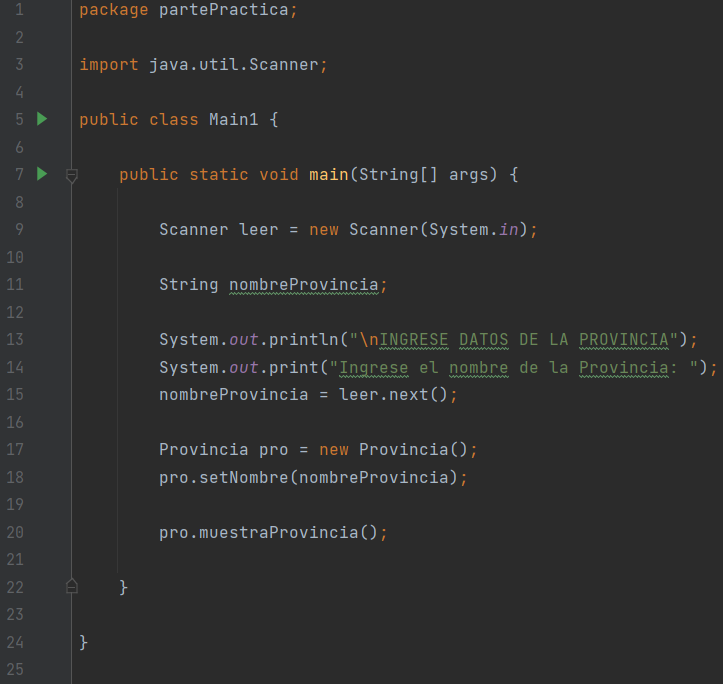 1 package partePractica;
2
3 import java.util.Scanner;
4
5 public class Main1 {
6
7 public static void main(String[] args) {
8
9 Scanner leer = new Scanner(System.in);
10
11 String nombreProvincia;
12
13 System.out.println("\nINGRESE DATOS DE LA PROVINCIA");
14 System.out.print("Ingrese el nombre de la Provincia: ");
15 nombreProvincia = leer.next();
16
17 Provincia pro = new Provincia();
18 pro.setNombre(nombreProvincia);
19
20 pro.muestraProvincia();
21
22 }
23
24 }
25